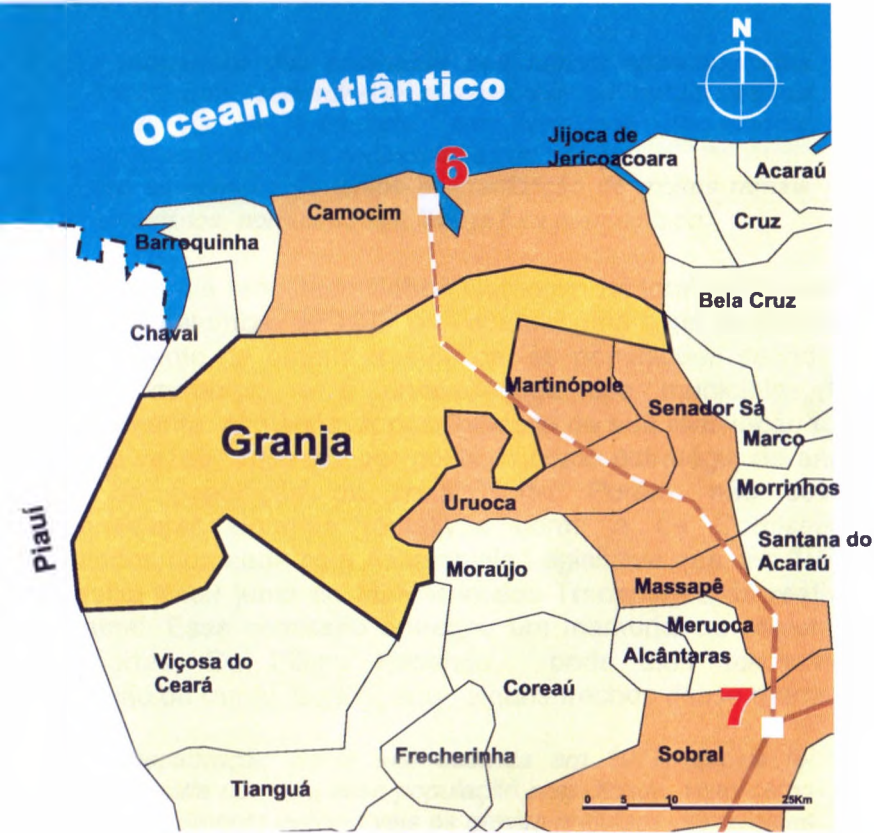 N
Oceano Atlântico
Jijoca de
Jericoacoara
6
Acaraú
Camocim
Cruz
Barroquinha
Bela Cruz
Chaval
Martinópole
Senador Sá
Granja
Marco
Morrinhos
Uruoca
Piauí
Santana do
Acaraú
Moraújo
Massapê
Meruoca
Alcântaras
Viçosa do
Ceará
Coreaú
7
Frecherinha
Sobral
Tianguá
0 5 10 25Km